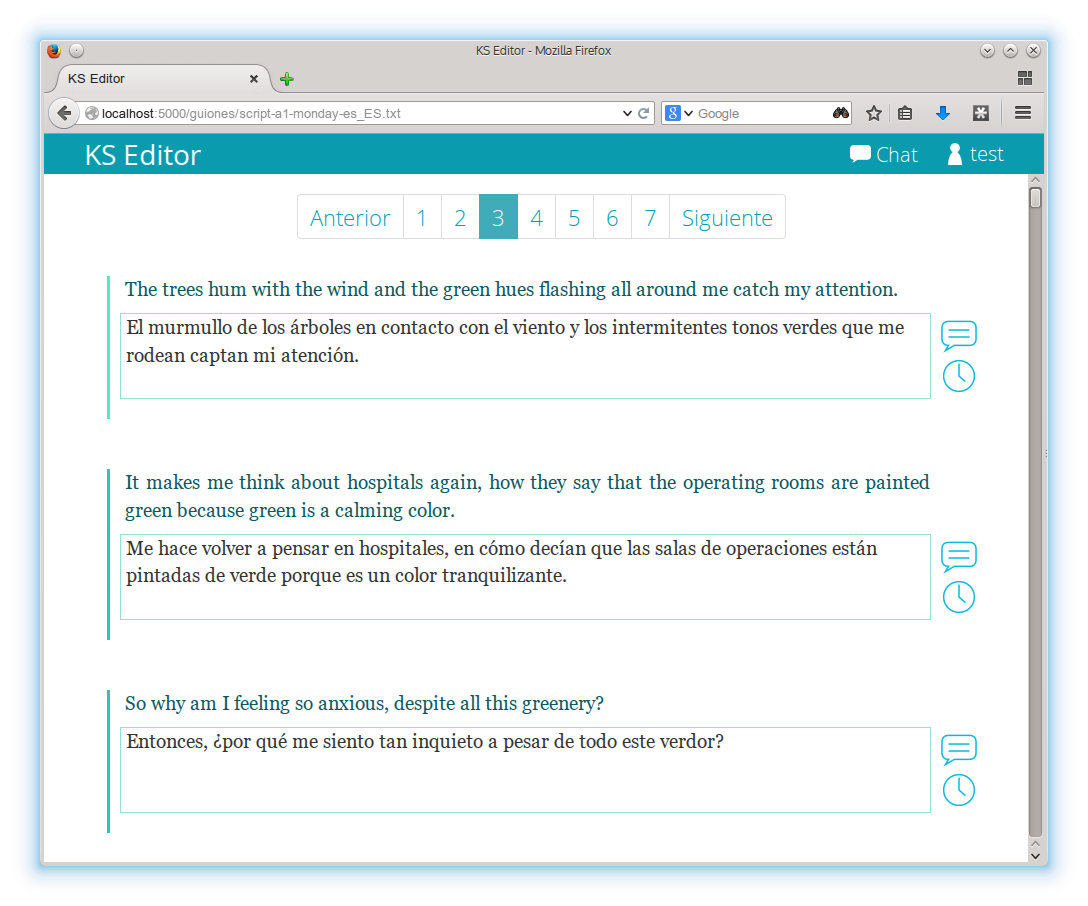 KS Editor - Mozilla Firefox
KS Editor
localhost:5000/guiones/script-a1-monday-es_ES.txt
8 Google
KS Editor
Chat test
Anterior 1 2 3 4 5 6 7 Siguiente
The trees hum with the wind and the green hues flashing all around me catch my attention.
El murmullo de los árboles en contacto con el viento y los intermitentes tonos verdes que me
rodean captan mi atención.
It makes me think about hospitals again, how they say that the operating rooms are painted
green because green is a calming color.
Me hace volver a pensar en hospitales, en cómo decían que las salas de operaciones están
pintadas de verde porque es un color tranquilizante.
So why am I feeling so anxious, despite all this greenery?
Entonces, ¿por qué me siento tan inquieto a pesar de todo este verdor?